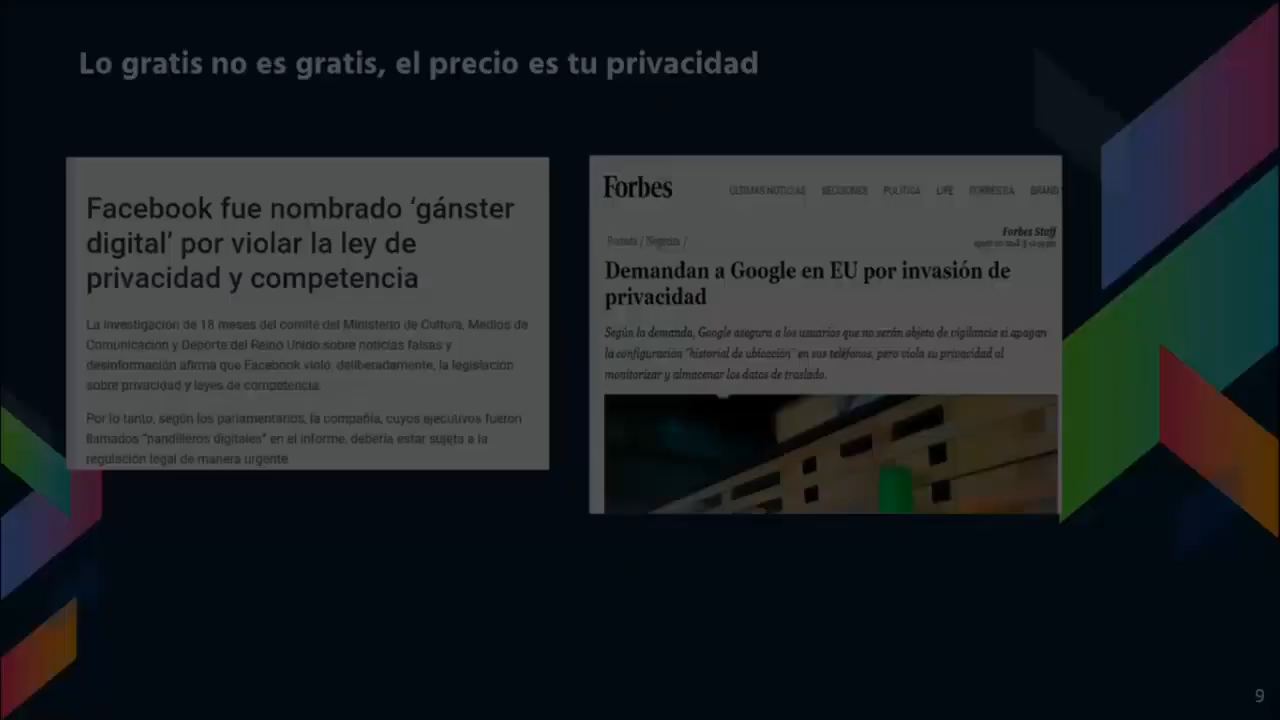 Lo gratis no es gratis, el precio es tu privacidad
Facebook fue nombrado ‘gánster
digital’ por violar la ley de
privacidad y competencia
La investigación de 18 meses del comité del Ministerio de Cultura, Medios de
Comunicación y Deporte del Reino Unido sobre noticias falsas y
desinformación afirma que Facebook violó, deliberadamente, la legislación
sobre privacidad y leyes de competencia.
Por lo tanto, según los parlamentarios, la compañía, cuyos ejecutivos fueron
llamados "pandilleros digitales" en el informe, debería estar sujeta a la
regulación legal de manera urgente
Forbes
ÚLTIMAS NOTICIAS SECCIONES POLÍTICA LIFE FORBES EA BRAND
Forbes Staff
Portada / Negocios /
Demandan a Google en EU por invasión de
privacidad
Según la demanda, Google asegura a los usuarios que no serán objeto de vigilancia si apagan
la configuración "historial de ubicación" en sus teléfonos, pero viola su privacidad al
monitorizar y almacenar los datos de traslado.
9